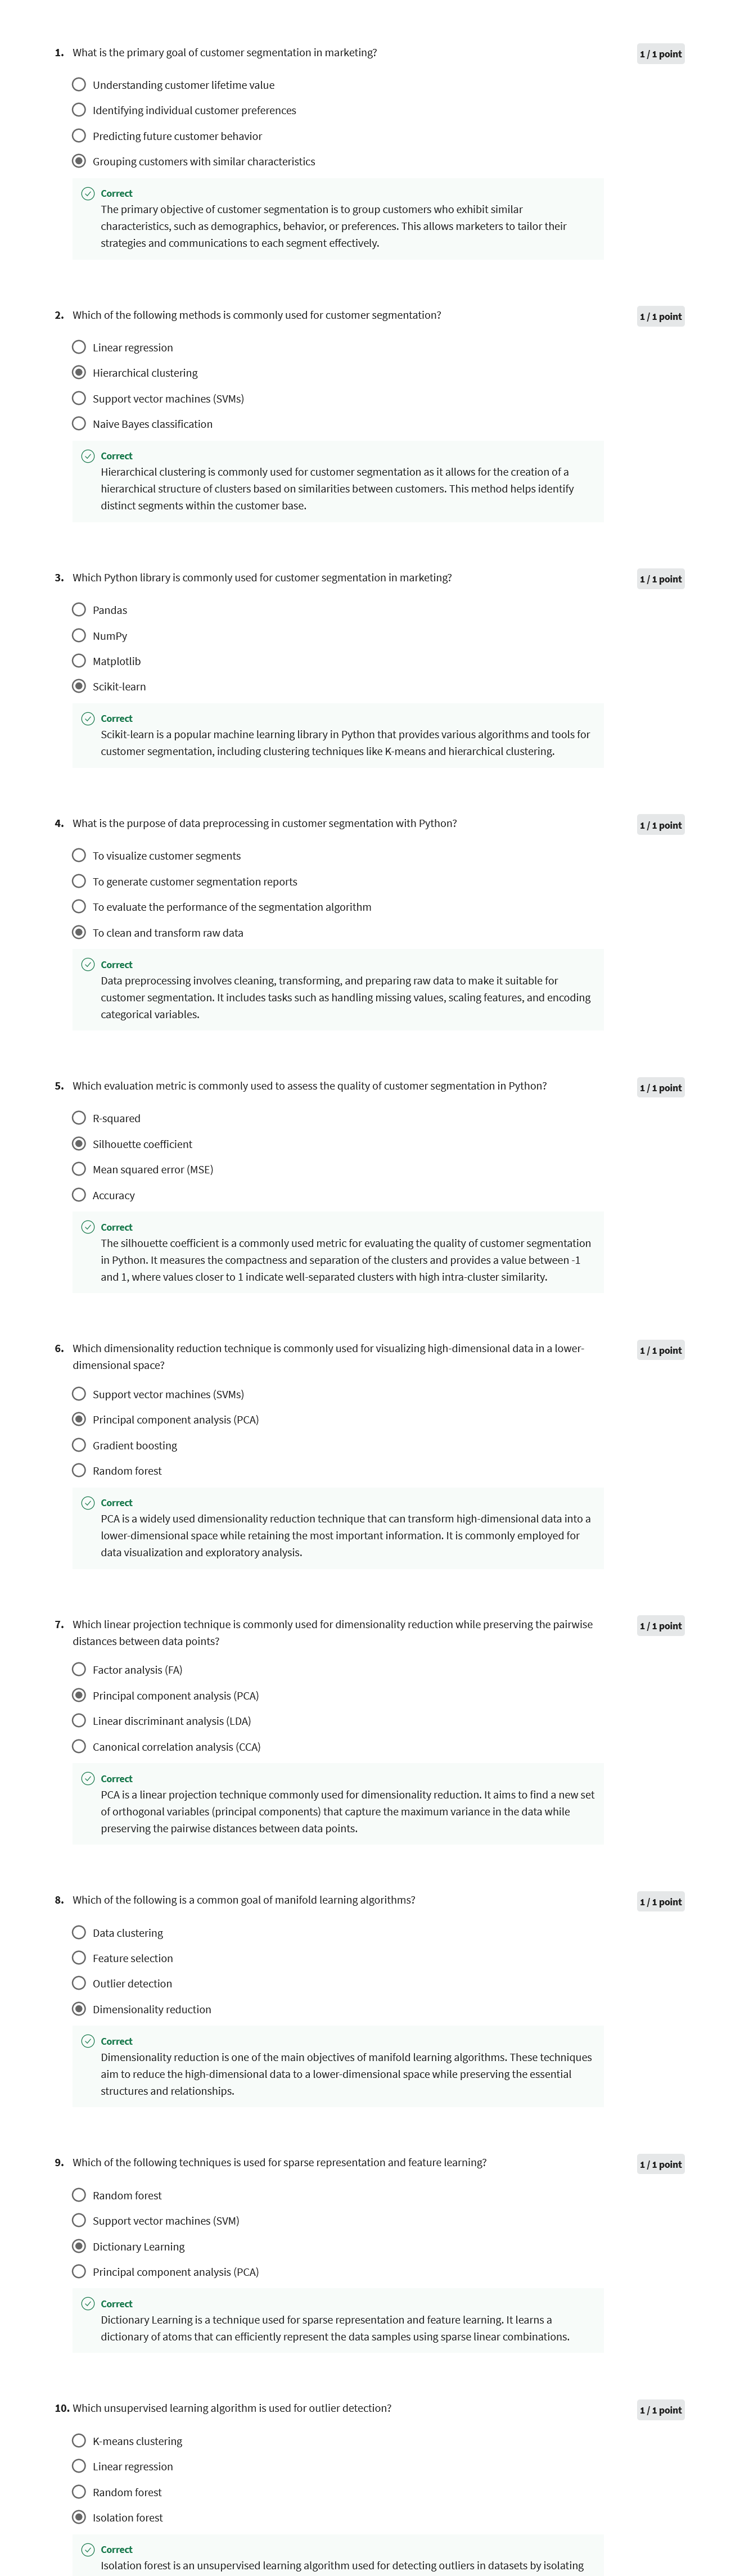 1. What is the primary goal of customer segmentation in marketing? 1 / 1 point
Understanding customer lifetime value
Identifying individual customer preferences
Predicting future customer behavior
Grouping customers with similar characteristics
Correct
The primary objective of customer segmentation is to group customers who exhibit similar
characteristics, such as demographics, behavior, or preferences. This allows marketers to tailor their
strategies and communications to each segment effectively.
2. Which of the following methods is commonly used for customer segmentation? 1 / 1 point
Linear regression
Hierarchical clustering
Support vector machines (SVMs)
Naive Bayes classification
Correct
Hierarchical clustering is commonly used for customer segmentation as it allows for the creation of a
hierarchical structure of clusters based on similarities between customers. This method helps identify
distinct segments within the customer base.
3. Which Python library is commonly used for customer segmentation in marketing? 1 / 1 point
Pandas
NumPy
Matplotlib
Scikit-learn
Correct
Scikit-learn is a popular machine learning library in Python that provides various algorithms and tools for
customer segmentation, including clustering techniques like K-means and hierarchical clustering.
4. What is the purpose of data preprocessing in customer segmentation with Python? 1 / 1 point
To visualize customer segments
To generate customer segmentation reports
To evaluate the performance of the segmentation algorithm
To clean and transform raw data
Correct
Data preprocessing involves cleaning, transforming, and preparing raw data to make it suitable for
customer segmentation. It includes tasks such as handling missing values, scaling features, and encoding
categorical variables.
5. Which evaluation metric is commonly used to assess the quality of customer segmentation in Python? 1 / 1 point
R-squared
Silhouette coefficient
Mean squared error (MSE)
Accuracy
Correct
The silhouette coefficient is a commonly used metric for evaluating the quality of customer segmentation
in Python. It measures the compactness and separation of the clusters and provides a value between -1
and 1, where values closer to 1 indicate well-separated clusters with high intra-cluster similarity.
6. Which dimensionality reduction technique is commonly used for visualizing high-dimensional data in a lower- 1 / 1 point
dimensional space?
Support vector machines (SVMs)
Principal component analysis (PCA)
Gradient boosting
Random forest
Correct
PCA is a widely used dimensionality reduction technique that can transform high-dimensional data into a
lower-dimensional space while retaining the most important information. It is commonly employed for
data visualization and exploratory analysis.
7. Which linear projection technique is commonly used for dimensionality reduction while preserving the pairwise 1 / 1 point
distances between data points?
Factor analysis (FA)
Principal component analysis (PCA)
Linear discriminant analysis (LDA)
Canonical correlation analysis (CCA)
Correct
PCA is a linear projection technique commonly used for dimensionality reduction. It aims to find a new set
of orthogonal variables (principal components) that capture the maximum variance in the data while
preserving the pairwise distances between data points.
8. Which of the following is a common goal of manifold learning algorithms? 1 / 1 point
Data clustering
Feature selection
Outlier detection
Dimensionality reduction
Correct
Dimensionality reduction is one of the main objectives of manifold learning algorithms. These techniques
aim to reduce the high-dimensional data to a lower-dimensional space while preserving the essential
structures and relationships.
9. Which of the following techniques is used for sparse representation and feature learning? 1 / 1 point
Random forest
Support vector machines (SVM)
Dictionary Learning
Principal component analysis (PCA)
Correct
Dictionary Learning is a technique used for sparse representation and feature learning. It learns a
dictionary of atoms that can efficiently represent the data samples using sparse linear combinations.
10. Which unsupervised learning algorithm is used for outlier detection? 1 / 1 point
K-means clustering
Linear regression
Random forest
Isolation forest
Correct
Isolation forest is an unsupervised learning algorithm used for detecting outliers in datasets by isolating